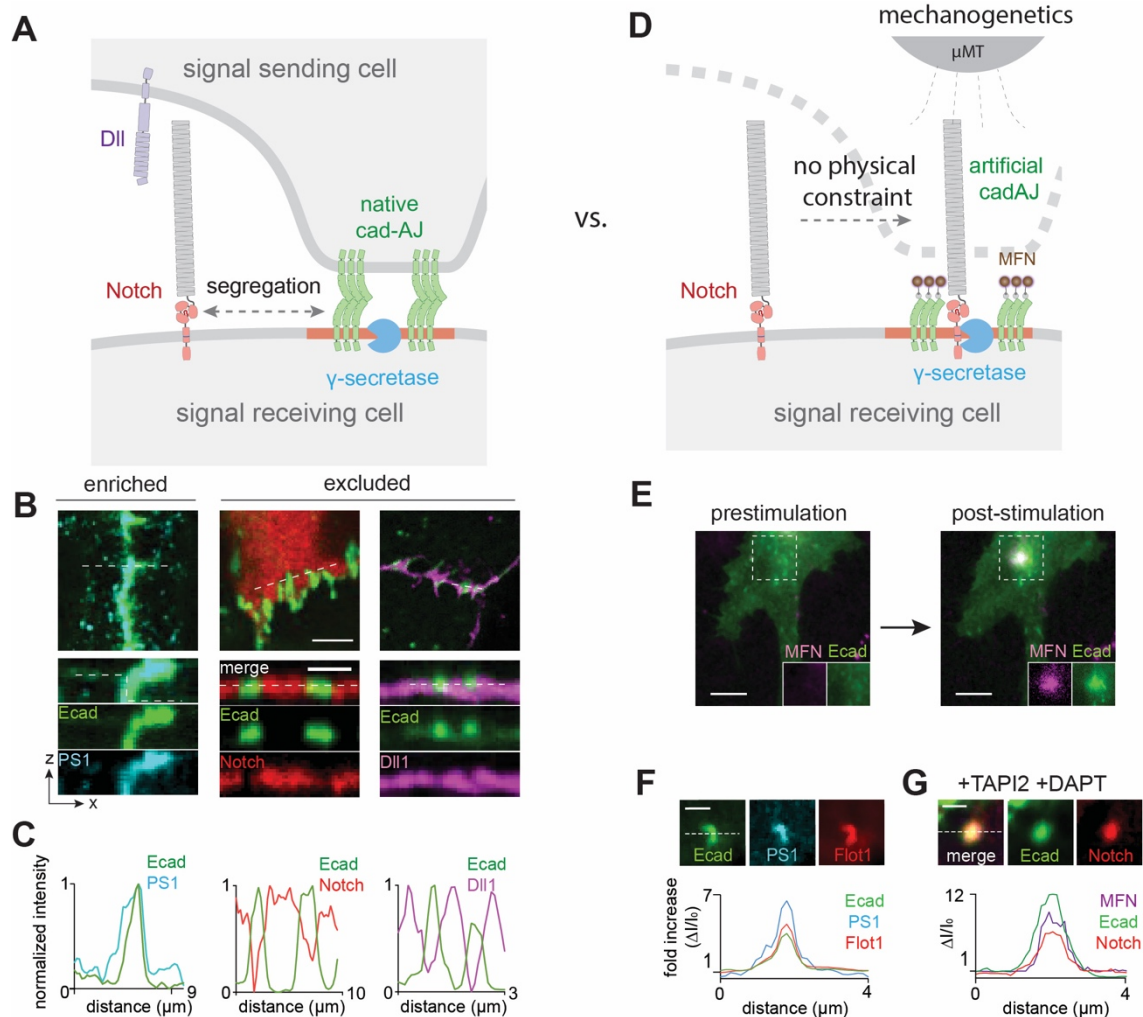 A
signal sending cell
Dll
native
cad-AJ
Notch
segregation
γ-secretase
signal receiving cell
vs.
D
mechanogenetics
µMT
no physical
constraint
artificial
cadAJ
MFN
Notch
γ-secretase
signal receiving cell
B
enriched
excluded
merge
Ecad
Ecad
Ecad
PS1
Notch
Dll1
z
x
C
normalized intensity
1
0
Ecad
PS1
distance (µm)
9
1
0
Ecad
Notch
distance (µm)
10
1
0
Ecad
Dll1
distance (µm)
3
E
prestimulation
post-stimulation
MFN Ecad
MFN Ecad
F
Ecad
PS1
Flot1
fold increase
(ΔI/I₀)
7
1
Ecad
PS1
Flot1
0
distance (µm)
4
G
+TAPI2 +DAPT
merge
Ecad
Notch
ΔI/I₀
12
1
MFN
Ecad
Notch
0
distance (µm)
4